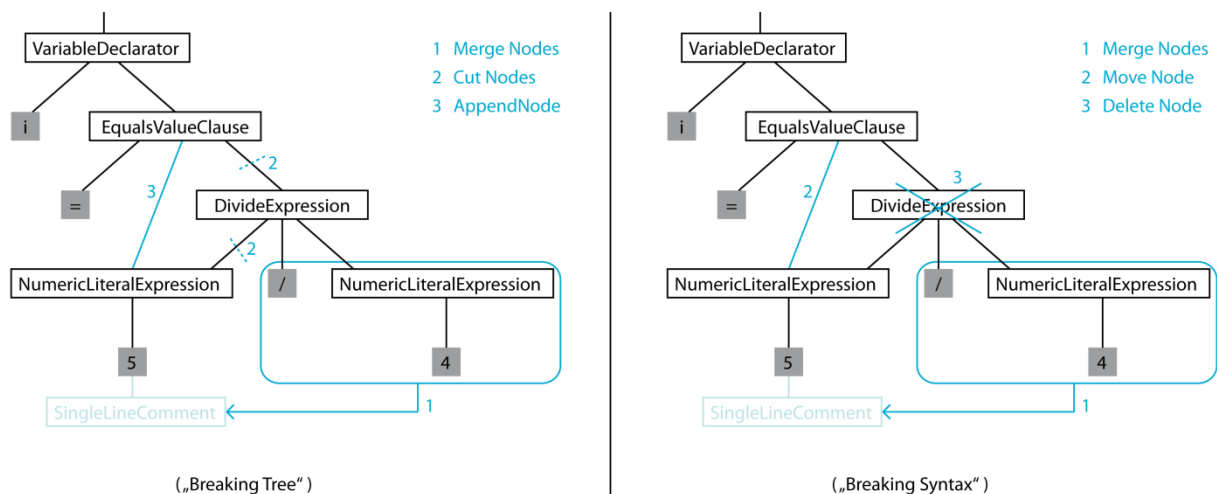 VariableDeclarator
1 Merge Nodes
2 Cut Nodes
3 AppendNode
i
EqualsValueClause
2
3
=
DivideExpression
2
NumericLiteralExpression
/
NumericLiteralExpression
5
4
SingleLineComment
1
(„Breaking Tree“ )
VariableDeclarator
1 Merge Nodes
2 Move Node
3 Delete Node
i
EqualsValueClause
3
2
=
DivideExpression
NumericLiteralExpression
/
NumericLiteralExpression
5
4
SingleLineComment
1
(„Breaking Syntax“ )